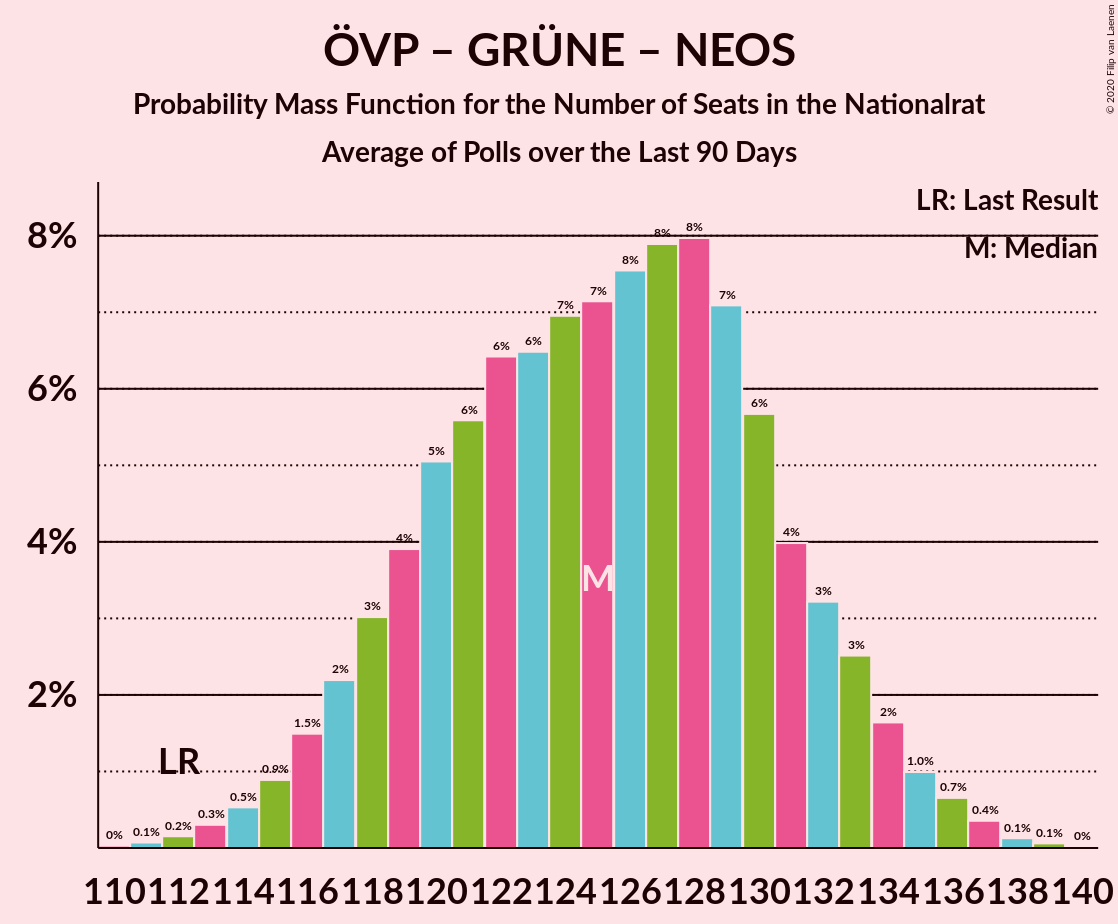 ÖVP – GRÜNE – NEOS
Probability Mass Function for the Number of Seats in the Nationalrat
Average of Polls over the Last 90 Days
© 2020 Filip van Laenen
LR: Last Result
M: Median
8%
6%
4%
2%
0% 0.1% 0.2% 0.3% 0.5% 0.9% 1.5% 2% 3% 4% 5% 6% 6% 6% 7% 7% 8% 8% 8% 7% 6% 4% 3% 3% 2% 1.0% 0.7% 0.4% 0.1% 0.1% 0%
LR
M
110 112 114 116 118 120 122 124 126 128 130 132 134 136 138 140